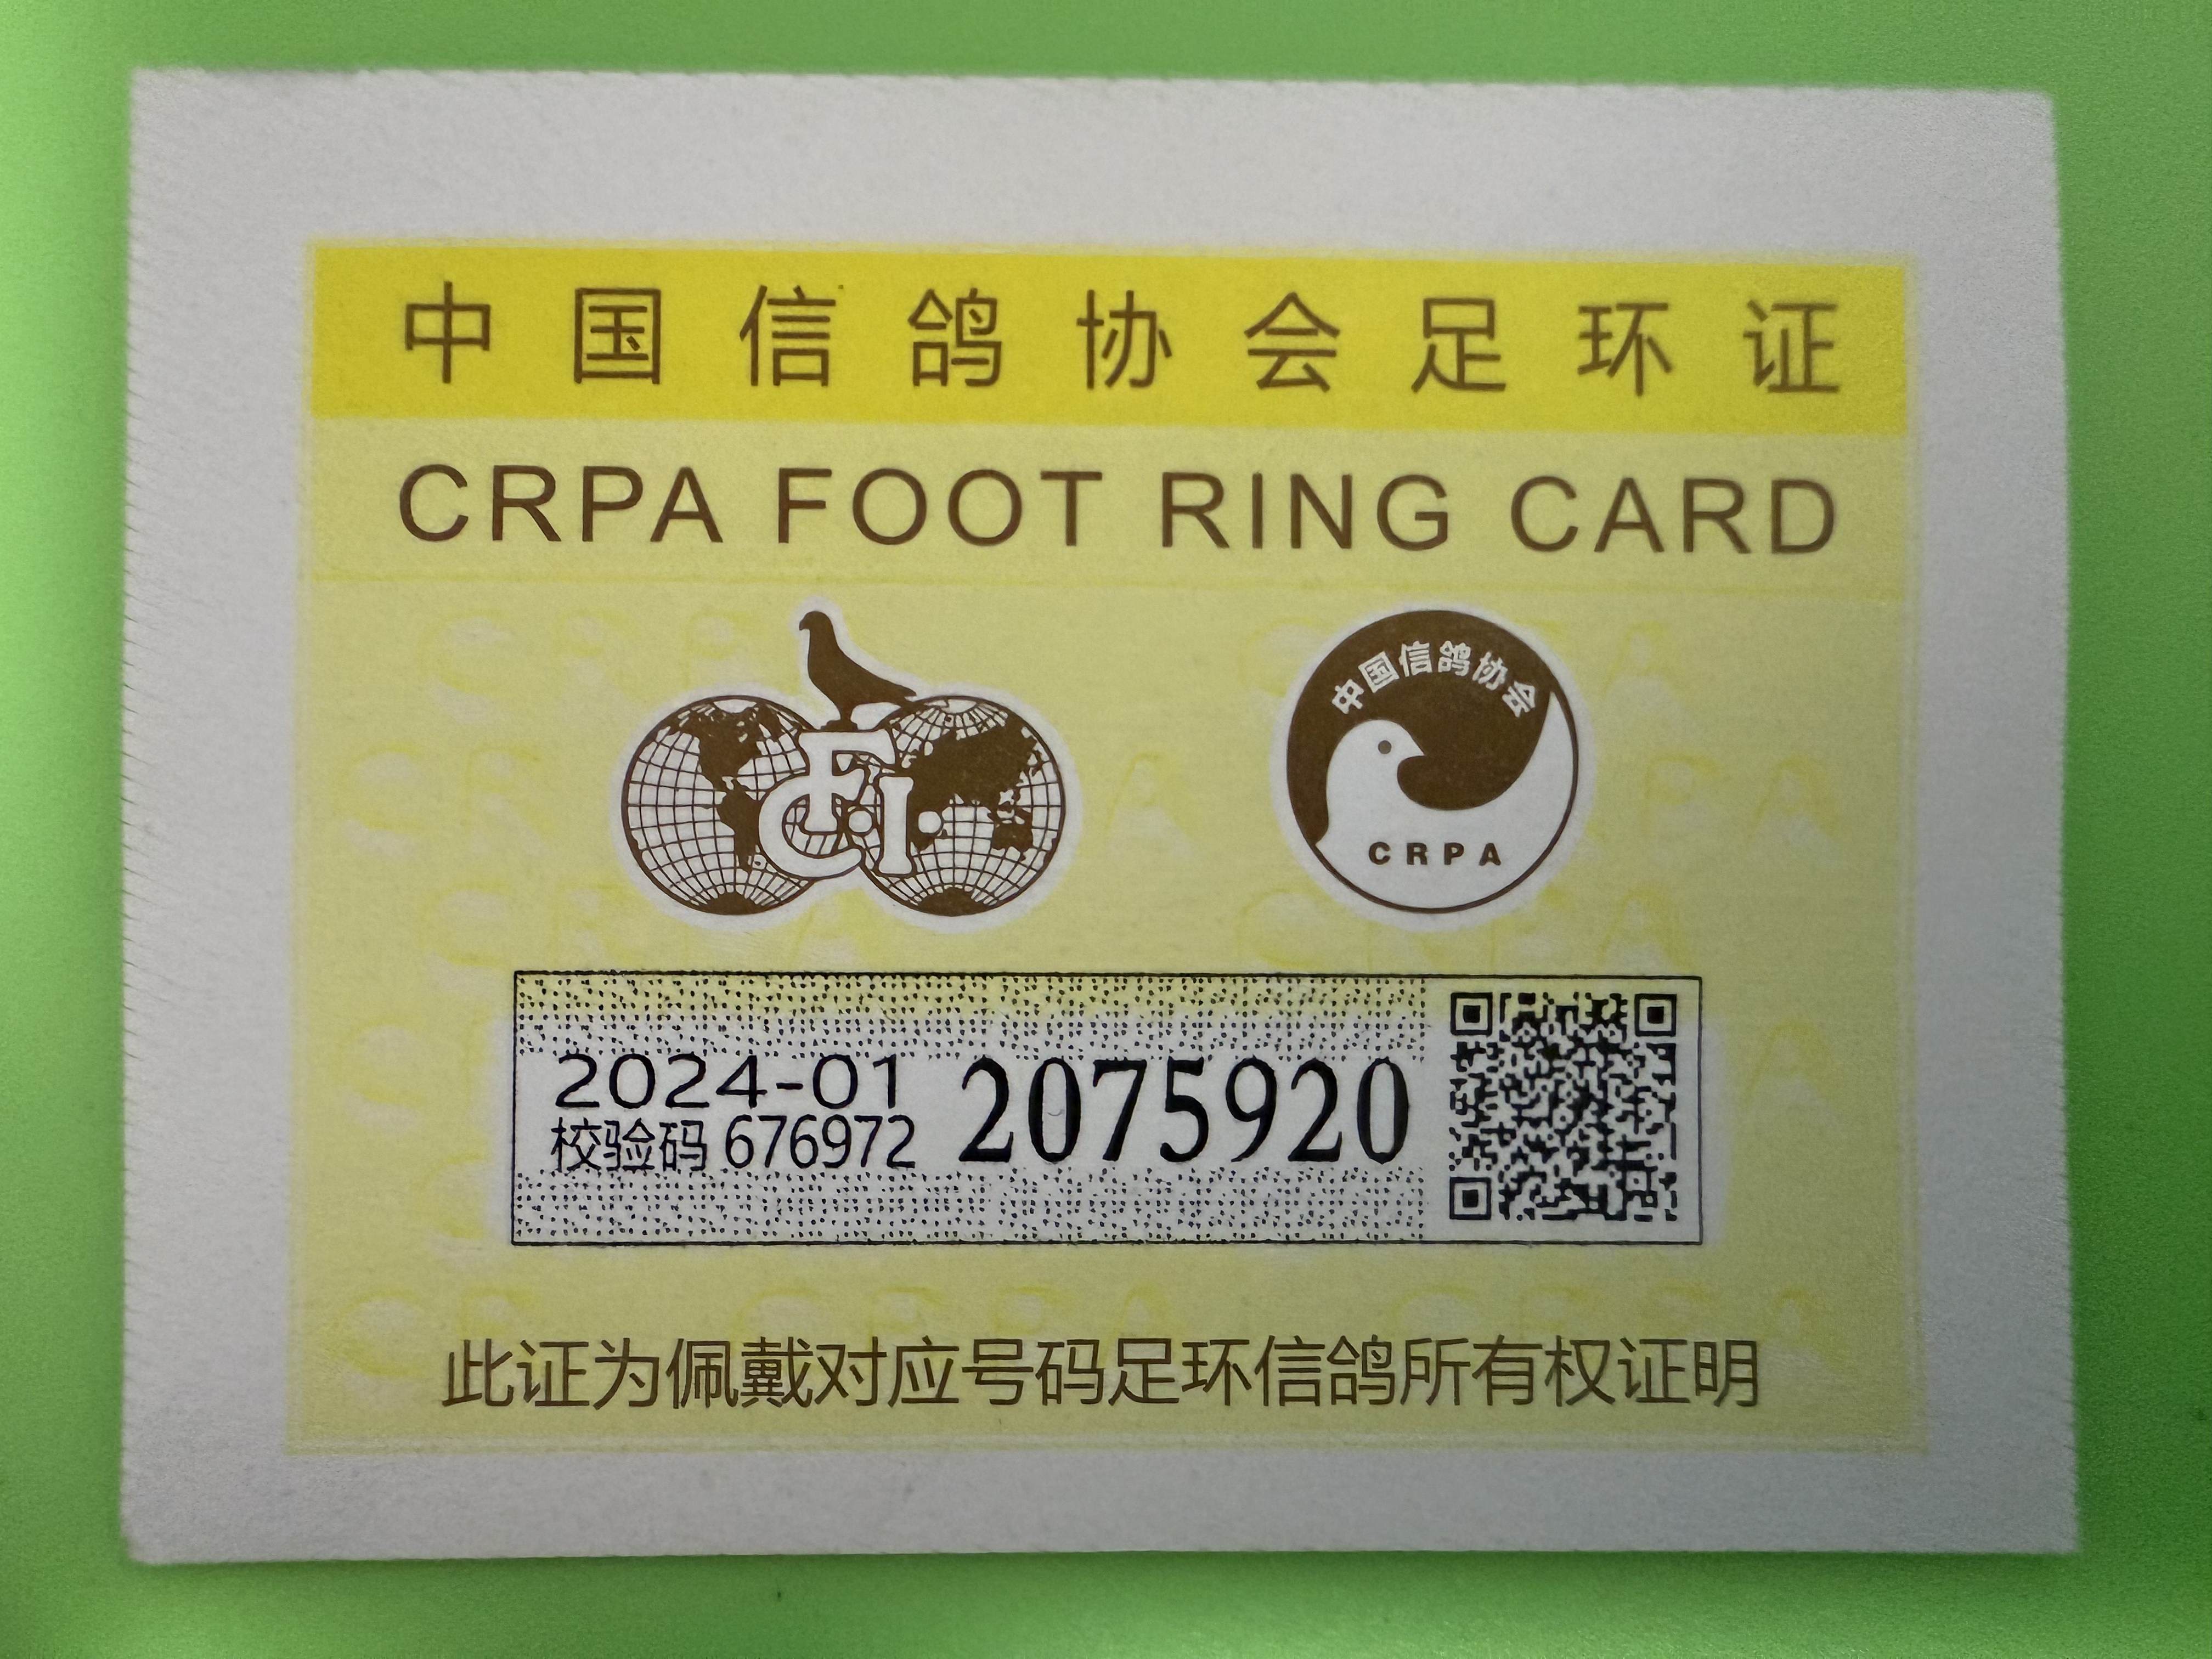 中国信鸽协会足环证
CRPA FOOT RING CARD
FCI
中国信鸽协会
CRPA
2024-01
校验码 676972
2075920
此证为佩戴对应号码足环信鸽所有权证明